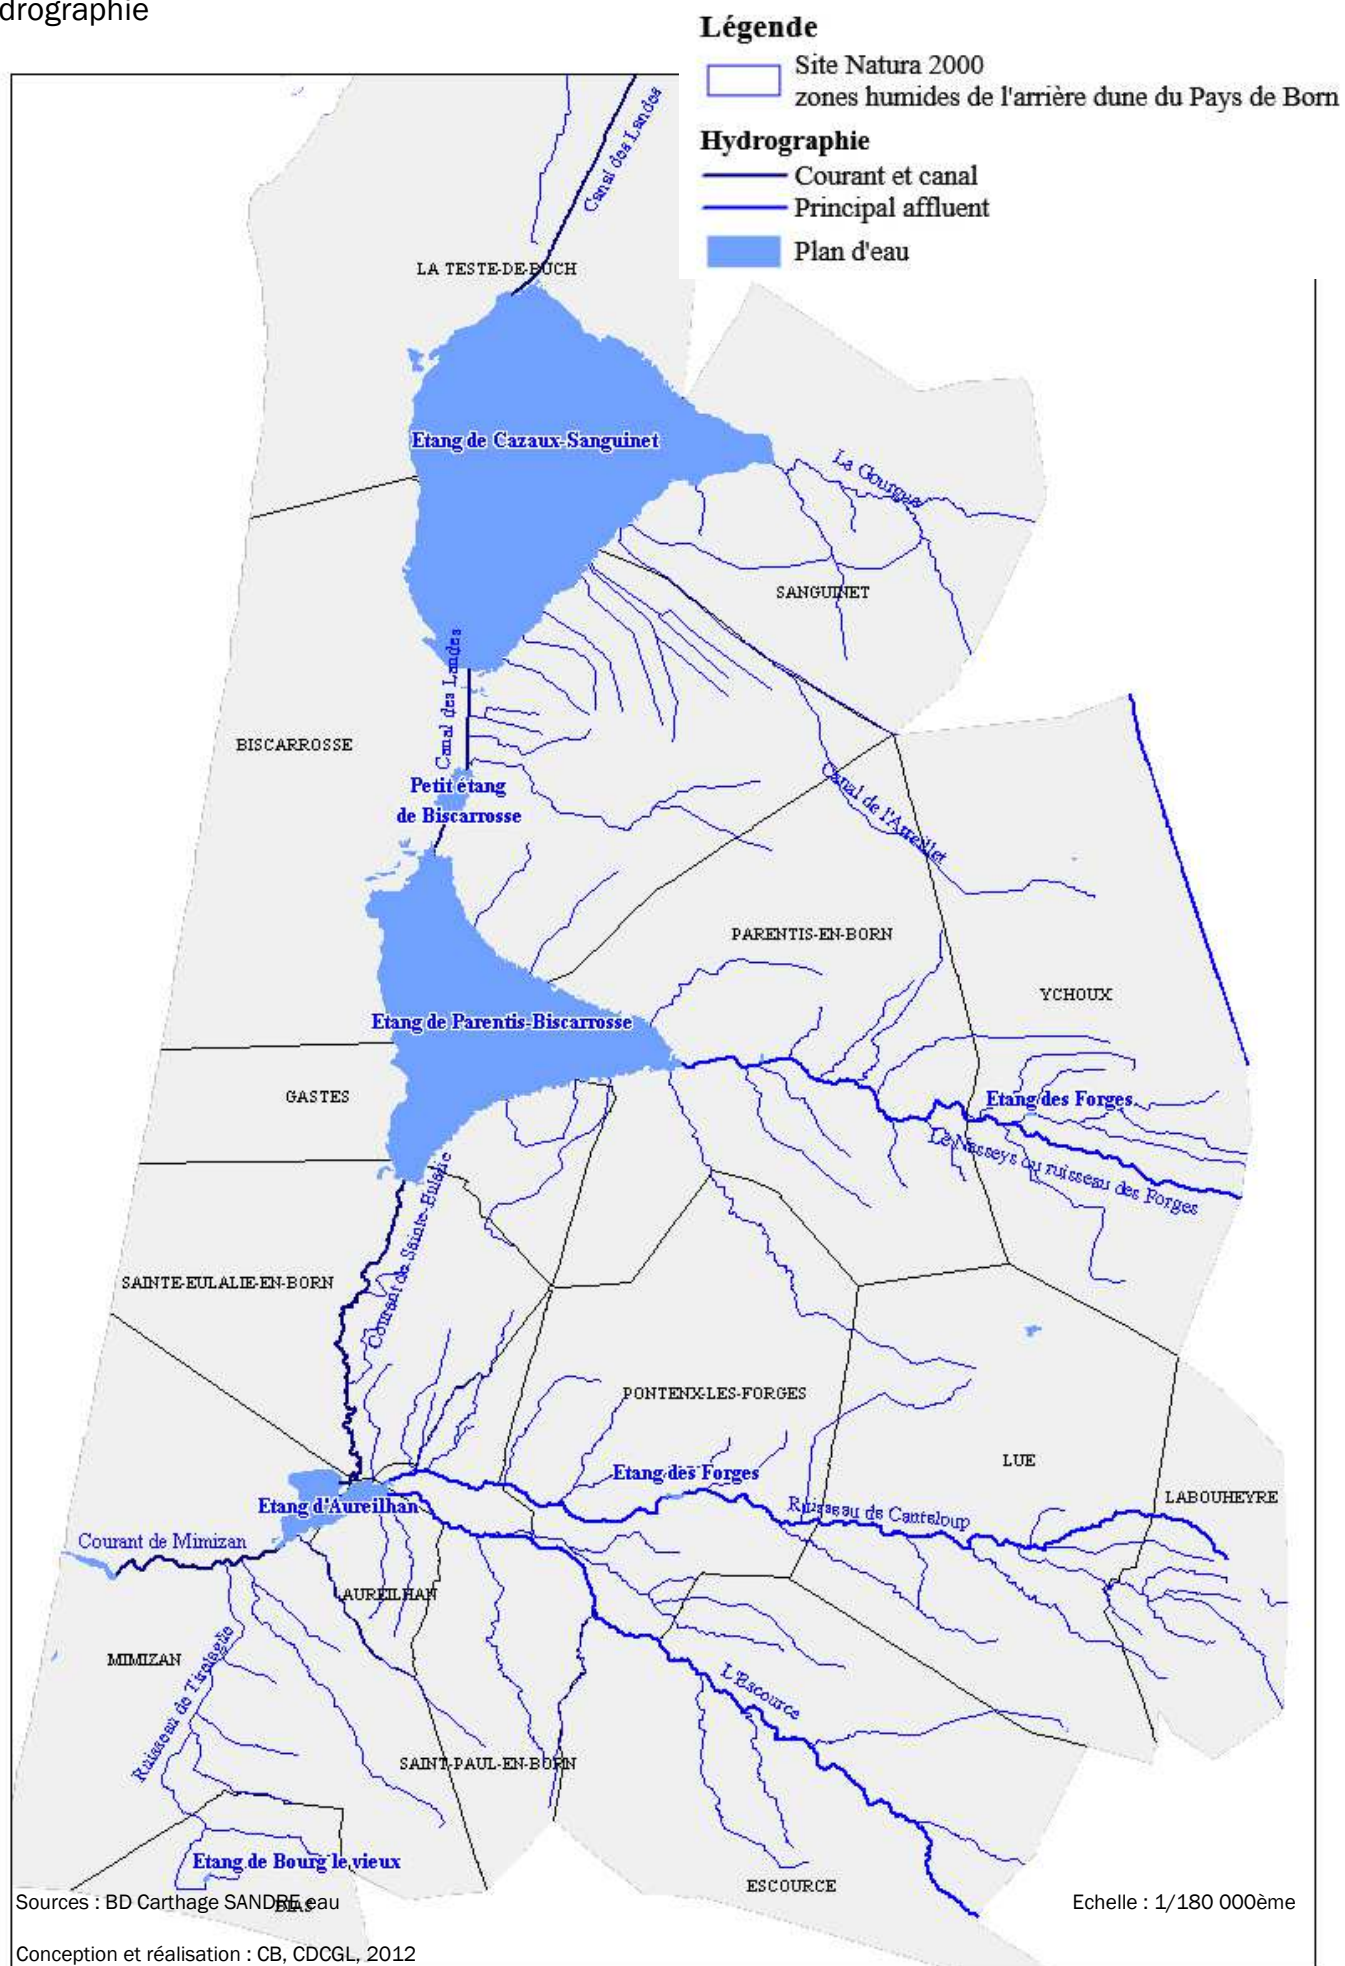 drographie
Légende
Site Natura 2000
zones humides de l'arrière dune du Pays de Born
Hydrographie
Courant et canal
Principal affluent
Plan d'eau
Canal des Landes
LA TESTE-DE-BUCH
Etang de Cazaux-Sanguinet
La Gourgue
SANGUINET
Canal des Landes
BISCARROSSE
Petit étang
de Biscarrosse
Canal de l'Arreillet
PARENTIS-EN-BORN
YCHOUX
Etang de Parentis-Biscarrosse
GASTES
Etang des Forges
Le Nasseys ou ruisseau des Forges
Courant de Sainte-Eulalie
SAINTE-EULALIE-EN-BORN
PONTENX-LES-FORGES
LUE
Etang des Forges
LABOUHEYRE
Etang d'Aureilhan
Ruisseau de Canteloup
Courant de Mimizan
AUREILHAN
MIMIZAN
Ruisseau de Tirelague
L'Escource
SAINT-PAUL-EN-BORN
Etang de Bourg le vieux
ESCOURCE
BIAS
Sources : BD Carthage SANDRE eau
Echelle : 1/180 000ème
Conception et réalisation : CB, CDCGL, 2012